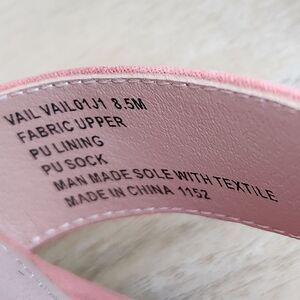 VAIL VAIL01J1 8.5M
FABRIC UPPER
PU LINING
PU SOCK
MAN MADE SOLE WITH TEXTILE
MADE IN CHINA 1152